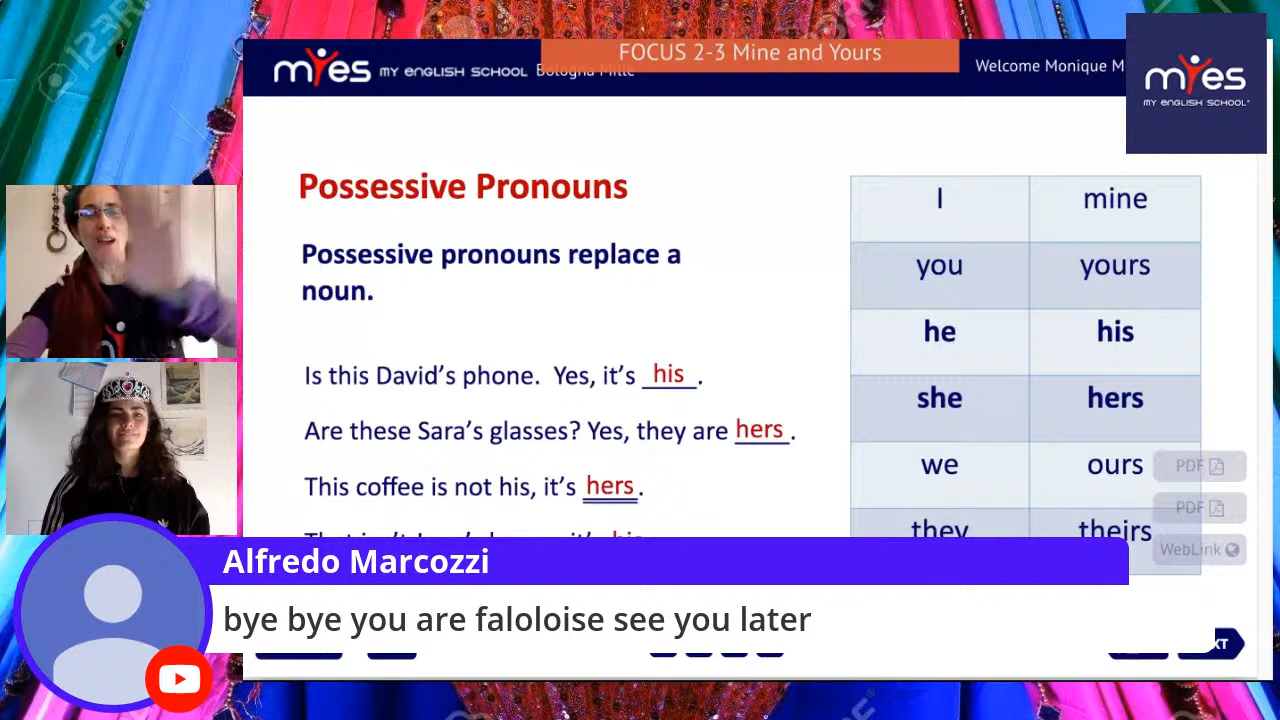 FOCUS 2-3 Mine and Yours
myes MY ENGLISH SCHOOL Bologna Mille
Welcome Monique M
myes
MY ENGLISH SCHOOL
Possessive Pronouns
Possessive pronouns replace a
noun.
Is this David's phone. Yes, it's his.
Are these Sara's glasses? Yes, they are hers.
This coffee is not his, it's hers.
I mine
you yours
he his
she hers
we ours
they theirs
PDF
PDF
WebLink
Alfredo Marcozzi
bye bye you are faloloise see you later
123RF